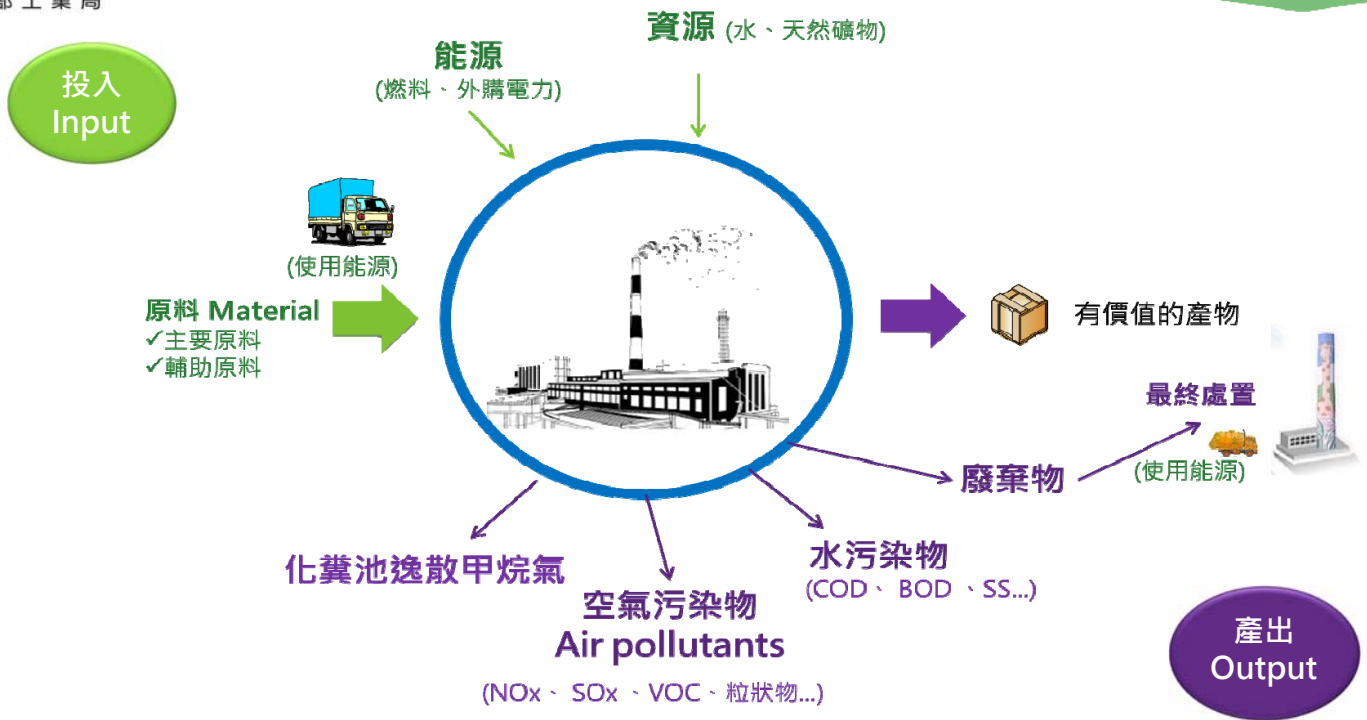 投入
Input
資源 (水、天然礦物)
能源
(燃料、外購電力)
(使用能源)
原料 Material
✓主要原料
✓輔助原料
有價值的產物
最終處置
(使用能源)
廢棄物
水污染物
(COD、 BOD 、SS...)
化糞池逸散甲烷氣
空氣污染物
Air pollutants
(NOx、 SOx 、VOC、粒狀物...)
產出
Output